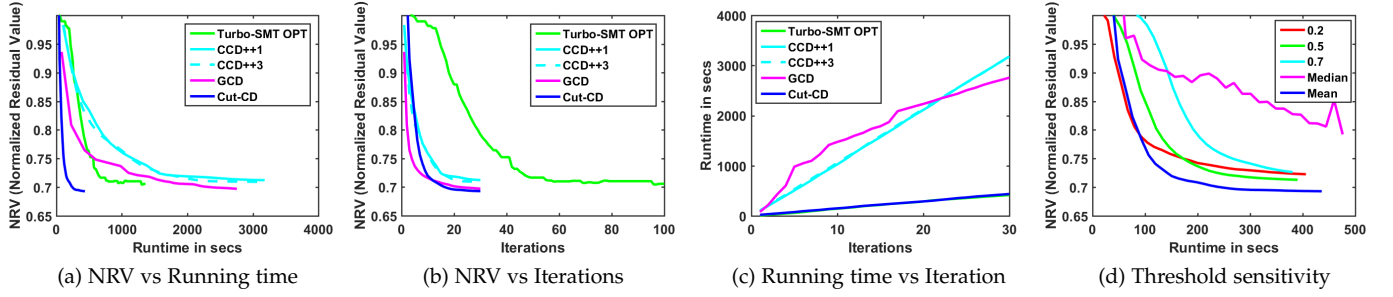 NRV (Normalized Residual Value)
0.95
0.9
0.85
0.8
0.75
0.7
0.65
0
1000
2000
3000
4000
Runtime in secs
Turbo-SMT OPT
CCD++1
CCD++3
GCD
Cut-CD
(a) NRV vs Running time
NRV (Normalized Residual Value)
0.95
0.9
0.85
0.8
0.75
0.7
0.65
0
20
40
60
80
100
Iterations
Turbo-SMT OPT
CCD++1
CCD++3
GCD
Cut-CD
(b) NRV vs Iterations
Runtime in secs
4000
3000
2000
1000
0
0
10
20
30
Iterations
Turbo-SMT OPT
CCD++1
CCD++3
GCD
Cut-CD
(c) Running time vs Iteration
NRV (Normalized Residual Value)
0.95
0.9
0.85
0.8
0.75
0.7
0.65
0
100
200
300
400
500
Runtime in secs
0.2
0.5
0.7
Median
Mean
(d) Threshold sensitivity